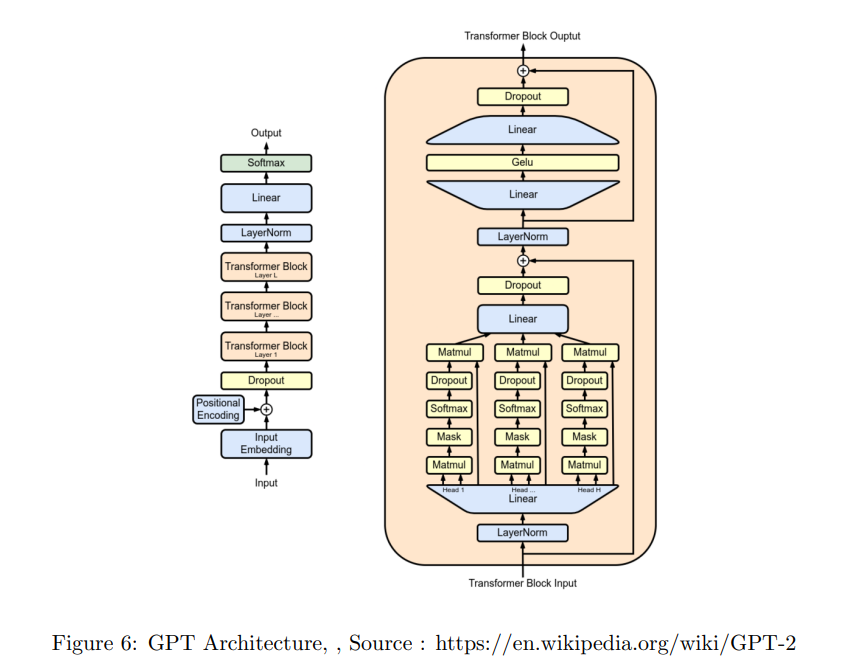 Output
Softmax
Linear
LayerNorm
Transformer Block
Layer L
Transformer Block
Layer ...
Transformer Block
Layer 1
Dropout
Positional
Encoding
+
Input
Embedding
Input
Transformer Block Ouptut
+
Dropout
Linear
Gelu
Linear
LayerNorm
+
Dropout
Linear
Matmul Matmul Matmul
Dropout Dropout Dropout
Softmax Softmax Softmax
Mask Mask Mask
Matmul Matmul Matmul
Head 1 Head ... Head H
Linear
LayerNorm
Transformer Block Input
Figure 6: GPT Architecture, , Source : https://en.wikipedia.org/wiki/GPT-2